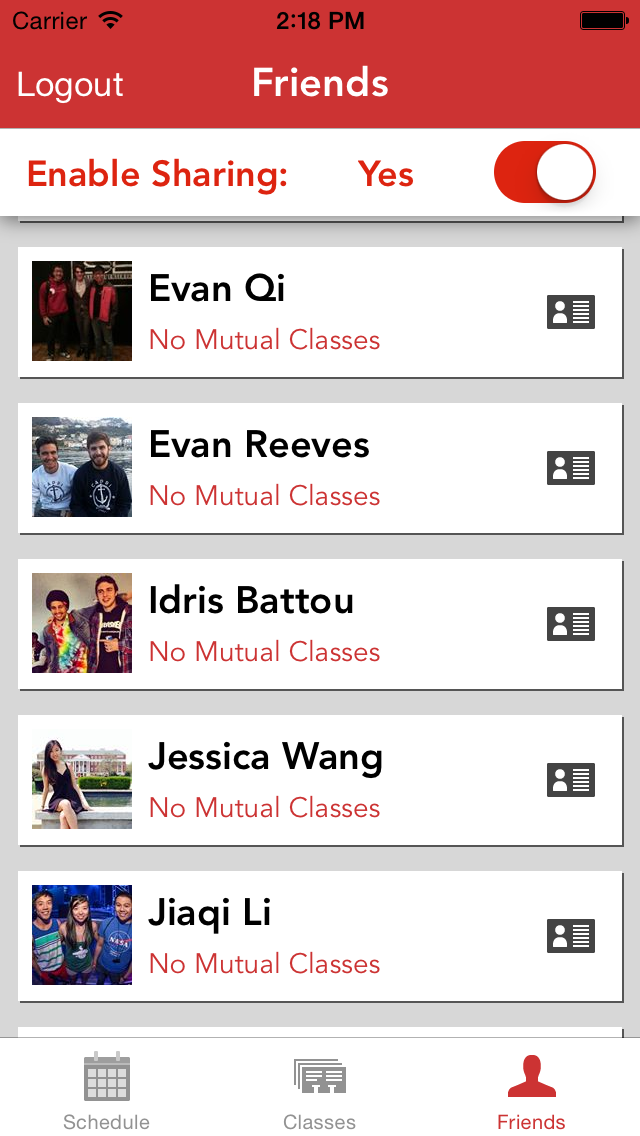 Carrier 2:18 PM
Logout Friends
Enable Sharing: Yes
Evan Qi
No Mutual Classes
Evan Reeves
No Mutual Classes
Idris Battou
No Mutual Classes
Jessica Wang
No Mutual Classes
Jiaqi Li
NASA
No Mutual Classes
Schedule Classes Friends